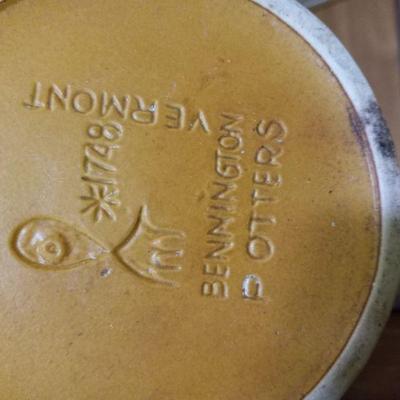 BENNINGTON
POTTERS
VERMONT
*1748